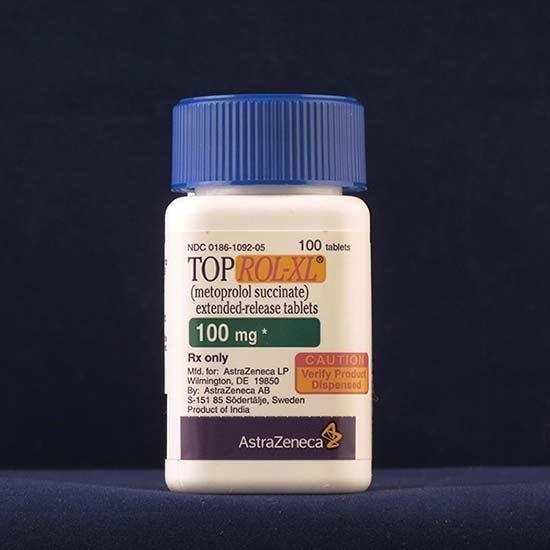 NDC 0186-1092-05 100 tablets
TOPROL-XL®
(metoprolol succinate)
extended-release tablets
100 mg *
Rx only
Mfd. for: AstraZeneca LP
Wilmington, DE 19850
By: AstraZeneca AB
S-151 85 Södertälje, Sweden
Product of India
CAUTION
Verify Product
Dispensed
AstraZeneca